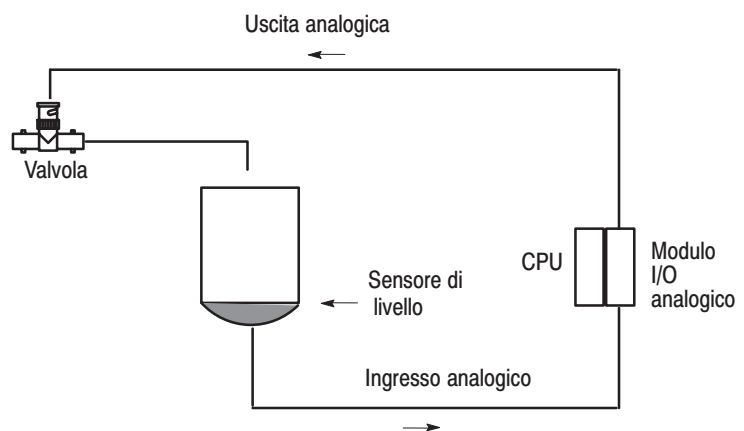 Uscita analogica
Valvola
CPU
Modulo
I/O
analogico
Sensore di
livello
Ingresso analogico